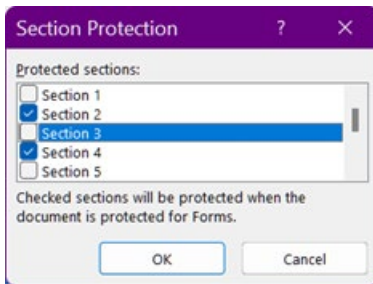 Section Protection ? ×
Protected sections:
Section 1
Section 2
Section 3
Section 4
Section 5
Checked sections will be protected when the
document is protected for Forms.
OK Cancel